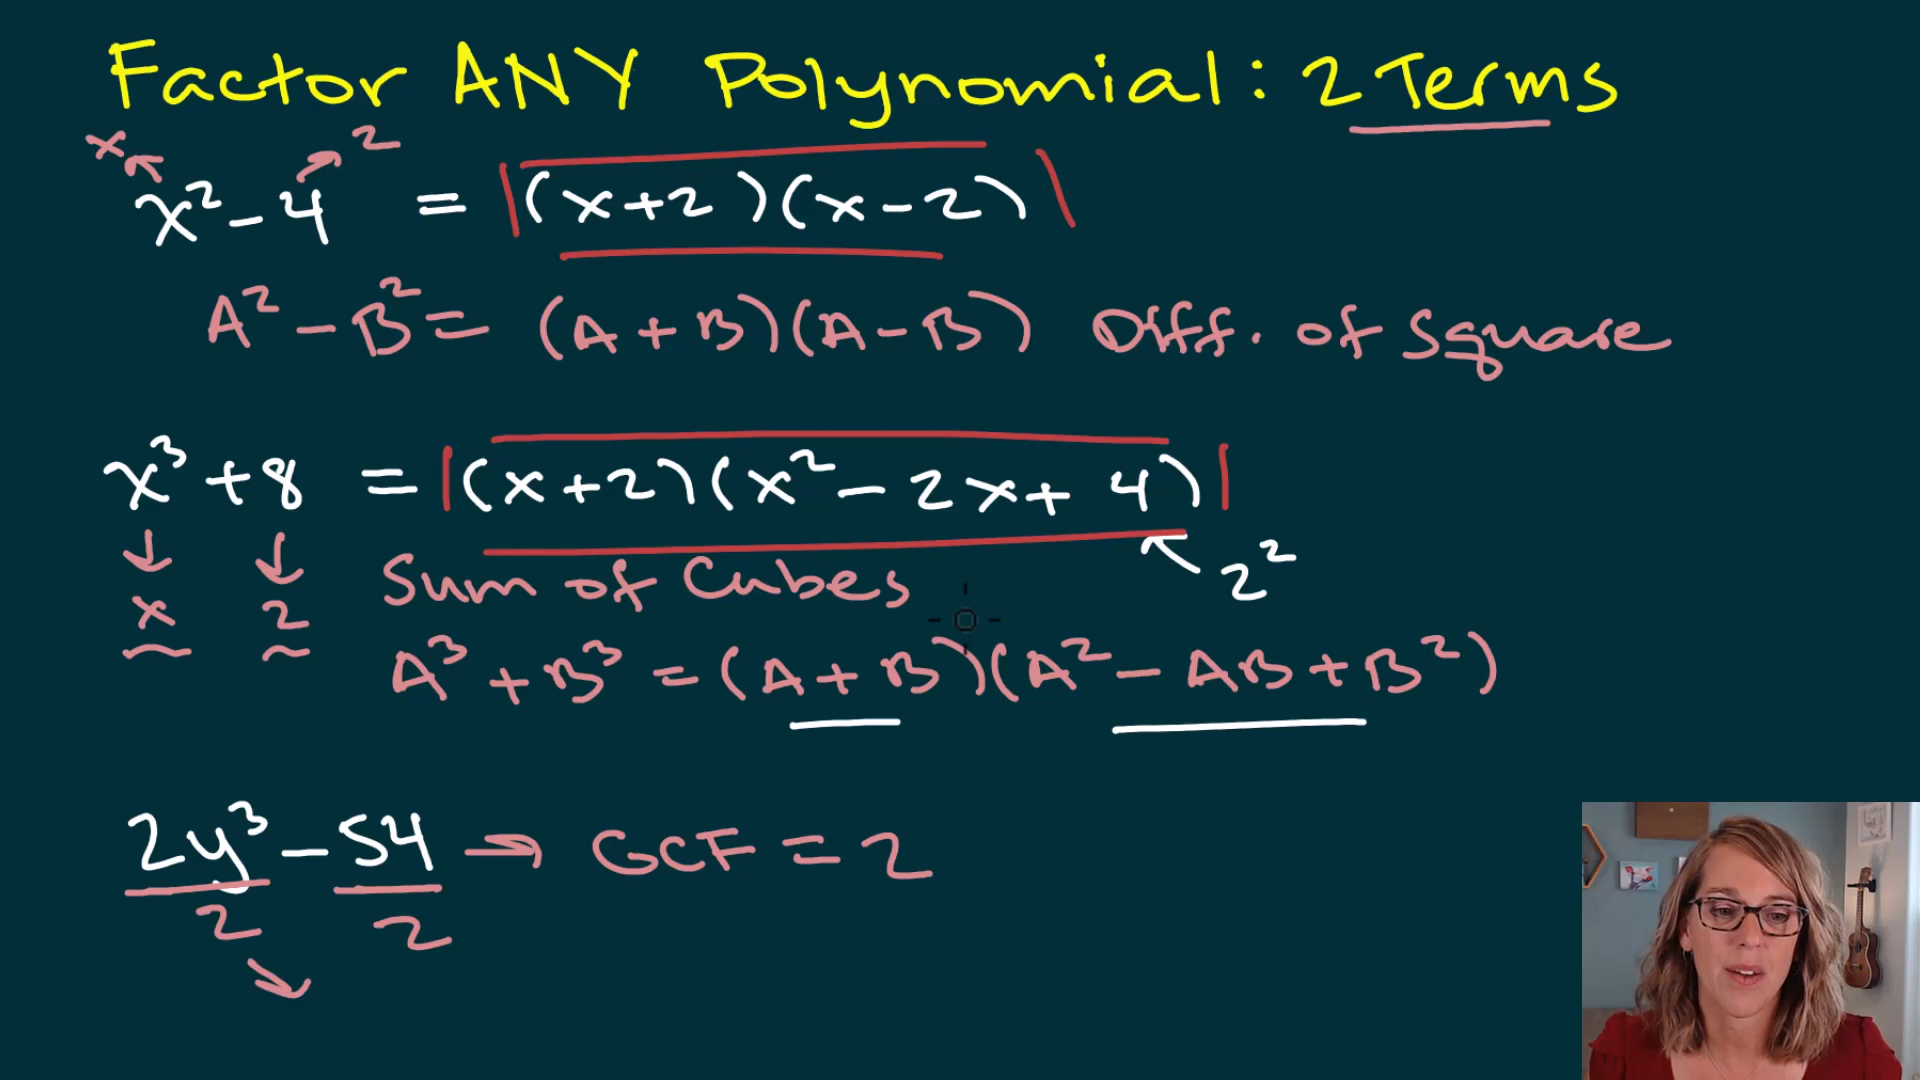 Factor ANY Polynomial: 2 Terms
x 2
x² - 4 = (x+2)(x-2)
A² - B² = (A+B)(A-B) Diff. of Square
x³ + 8 = (x+2)(x² - 2x + 4)
x 2 Sum of Cubes 2²
A³ + B³ = (A+B)(A² - AB + B²)
2y³ - 54 → GCF = 2
2 2